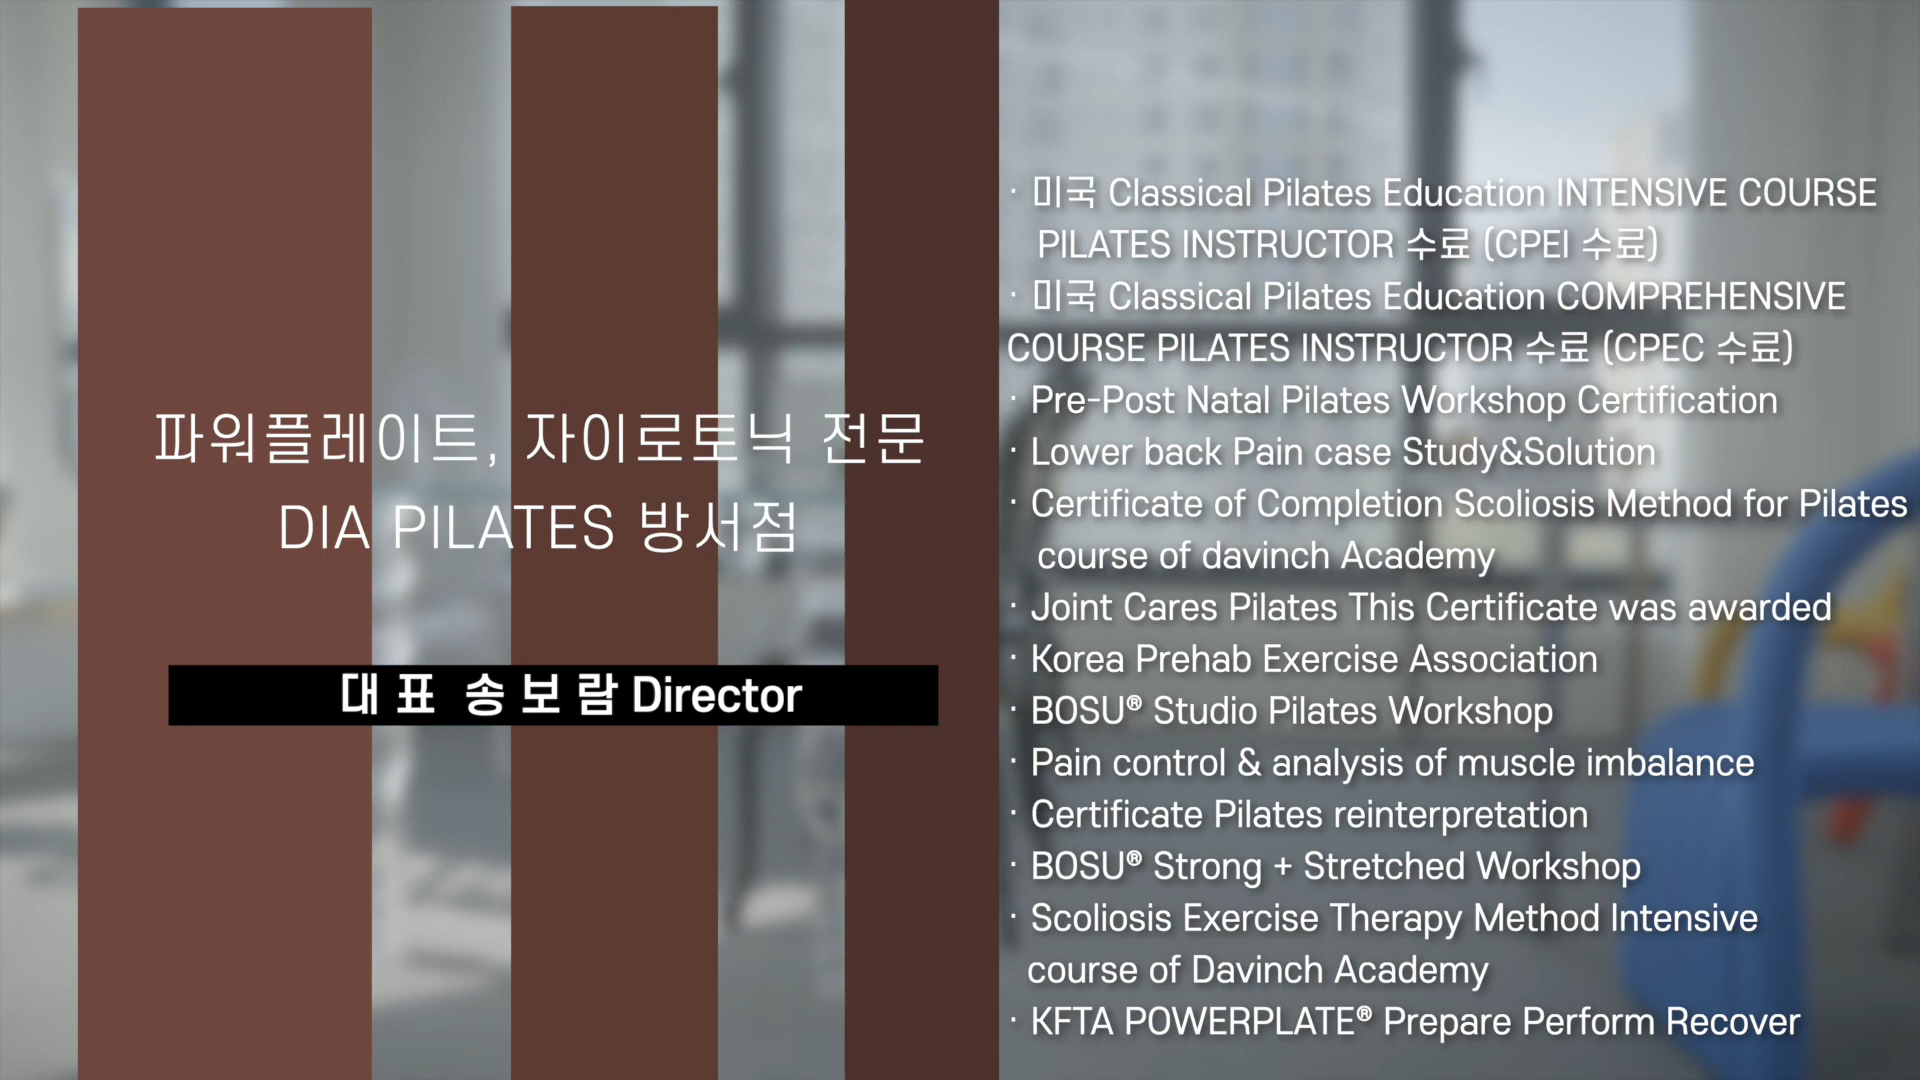 파워플레이트, 자이로토닉 전문
DIA PILATES 방서점
대 표 송 보 람 Director
· 미국 Classical Pilates Education INTENSIVE COURSE
PILATES INSTRUCTOR 수료 (CPEI 수료)
· 미국 Classical Pilates Education COMPREHENSIVE
COURSE PILATES INSTRUCTOR 수료 (CPEC 수료)
· Pre-Post Natal Pilates Workshop Certification
· Lower back Pain case Study&Solution
· Certificate of Completion Scoliosis Method for Pilates
course of davinch Academy
· Joint Cares Pilates This Certificate was awarded
· Korea Prehab Exercise Association
· BOSU® Studio Pilates Workshop
· Pain control & analysis of muscle imbalance
· Certificate Pilates reinterpretation
· BOSU® Strong + Stretched Workshop
· Scoliosis Exercise Therapy Method Intensive
course of Davinch Academy
· KFTA POWERPLATE® Prepare Perform Recover